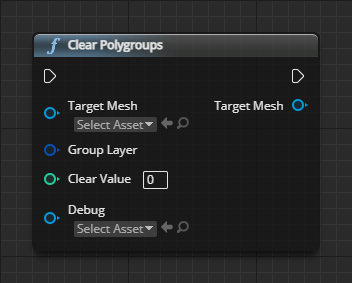 f Clear Polygroups
Target Mesh Target Mesh
Select Asset
Group Layer
Clear Value 0
Debug
Select Asset